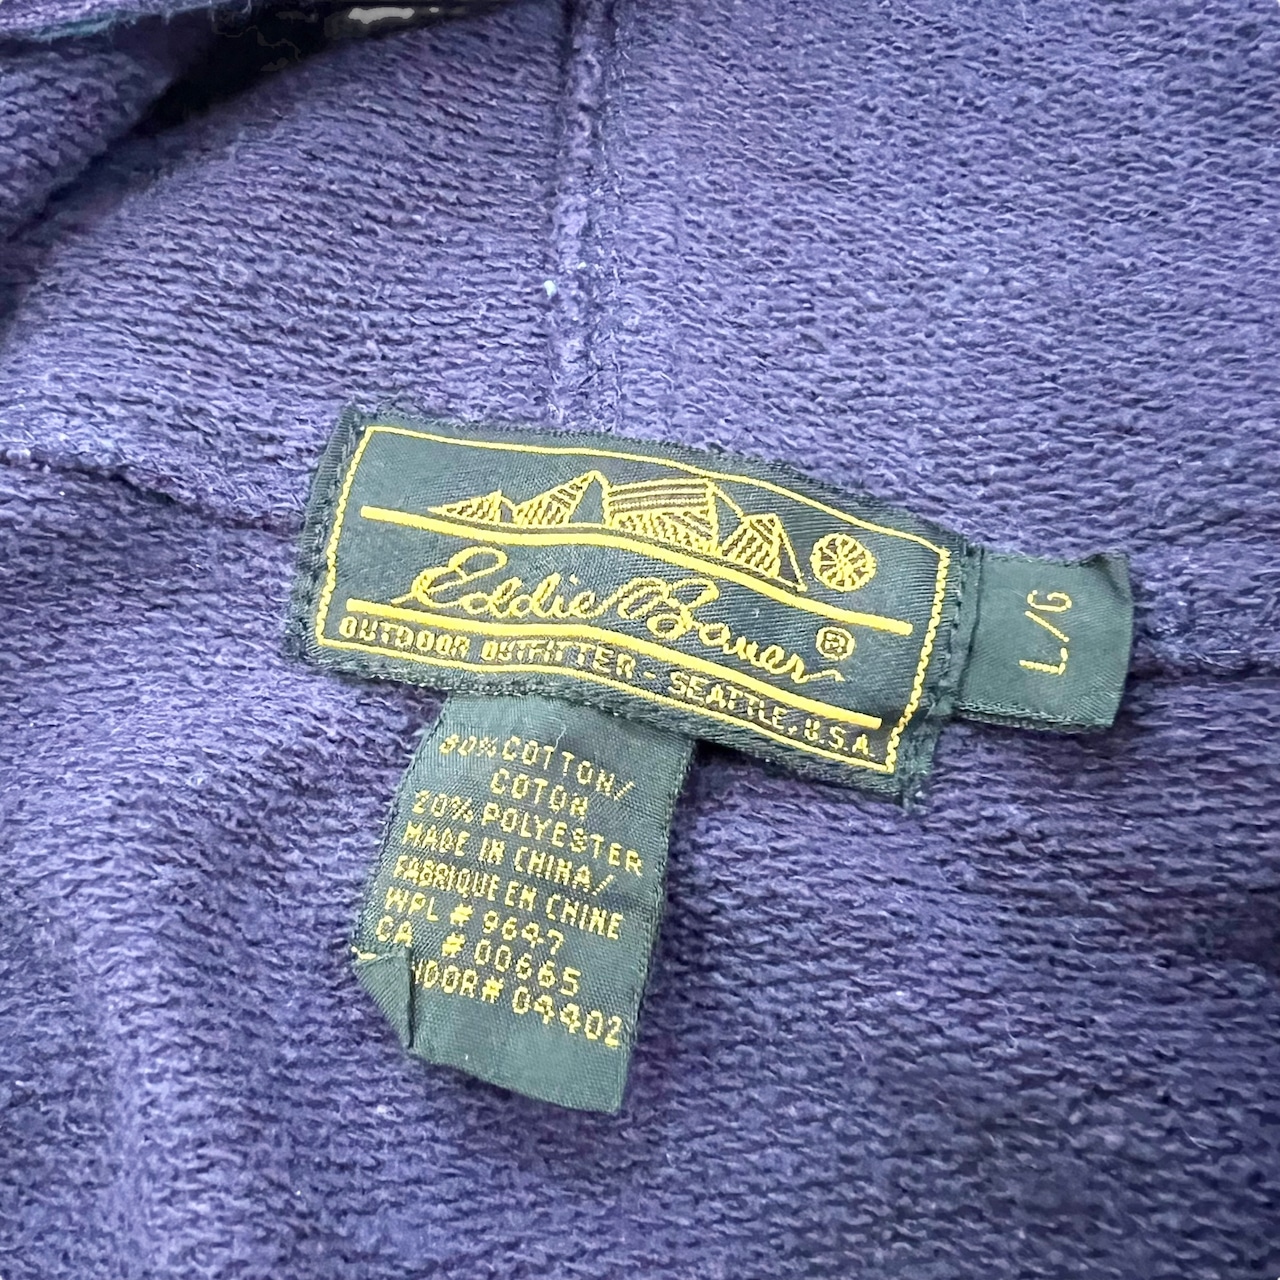 Eddie Bauer ®
OUTDOOR OUTFITTER - SEATTLE, U.S.A.
L/G
80% COTTON/
COTON
20% POLYESTER
MADE IN CHINA/
FABRIQUE EN CHINE
WPL # 9647
CA # 00665
# 04402